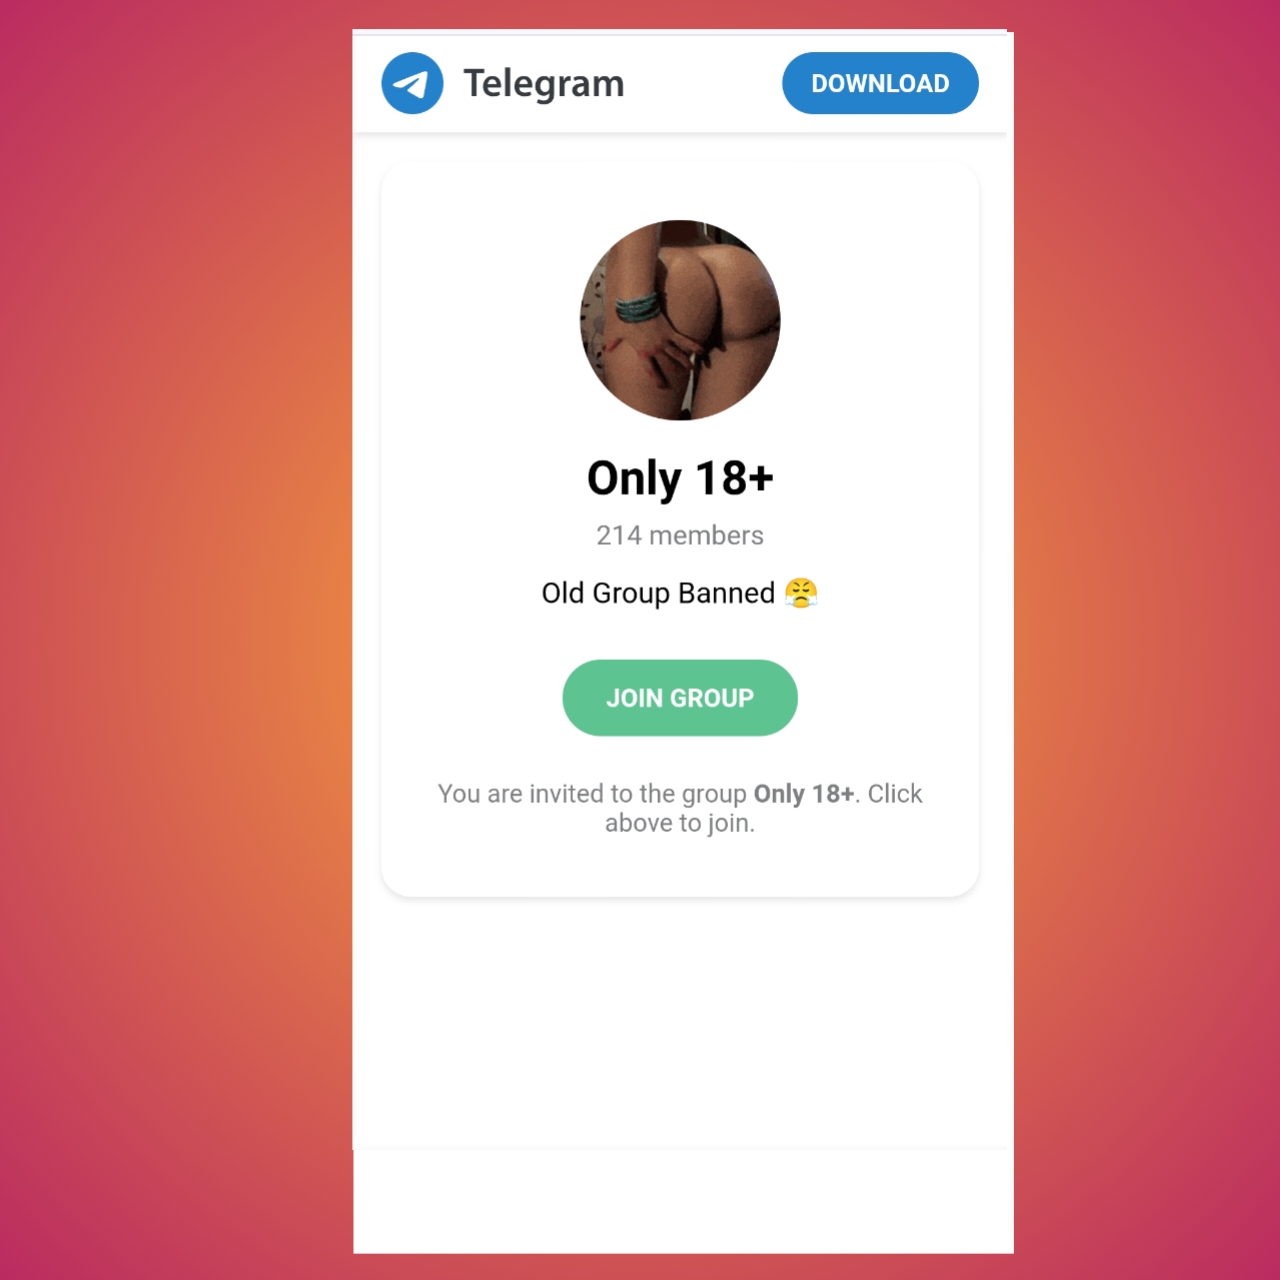 Telegram
DOWNLOAD
Only 18+
214 members
Old Group Banned 😤
JOIN GROUP
You are invited to the group Only 18+. Click
above to join.